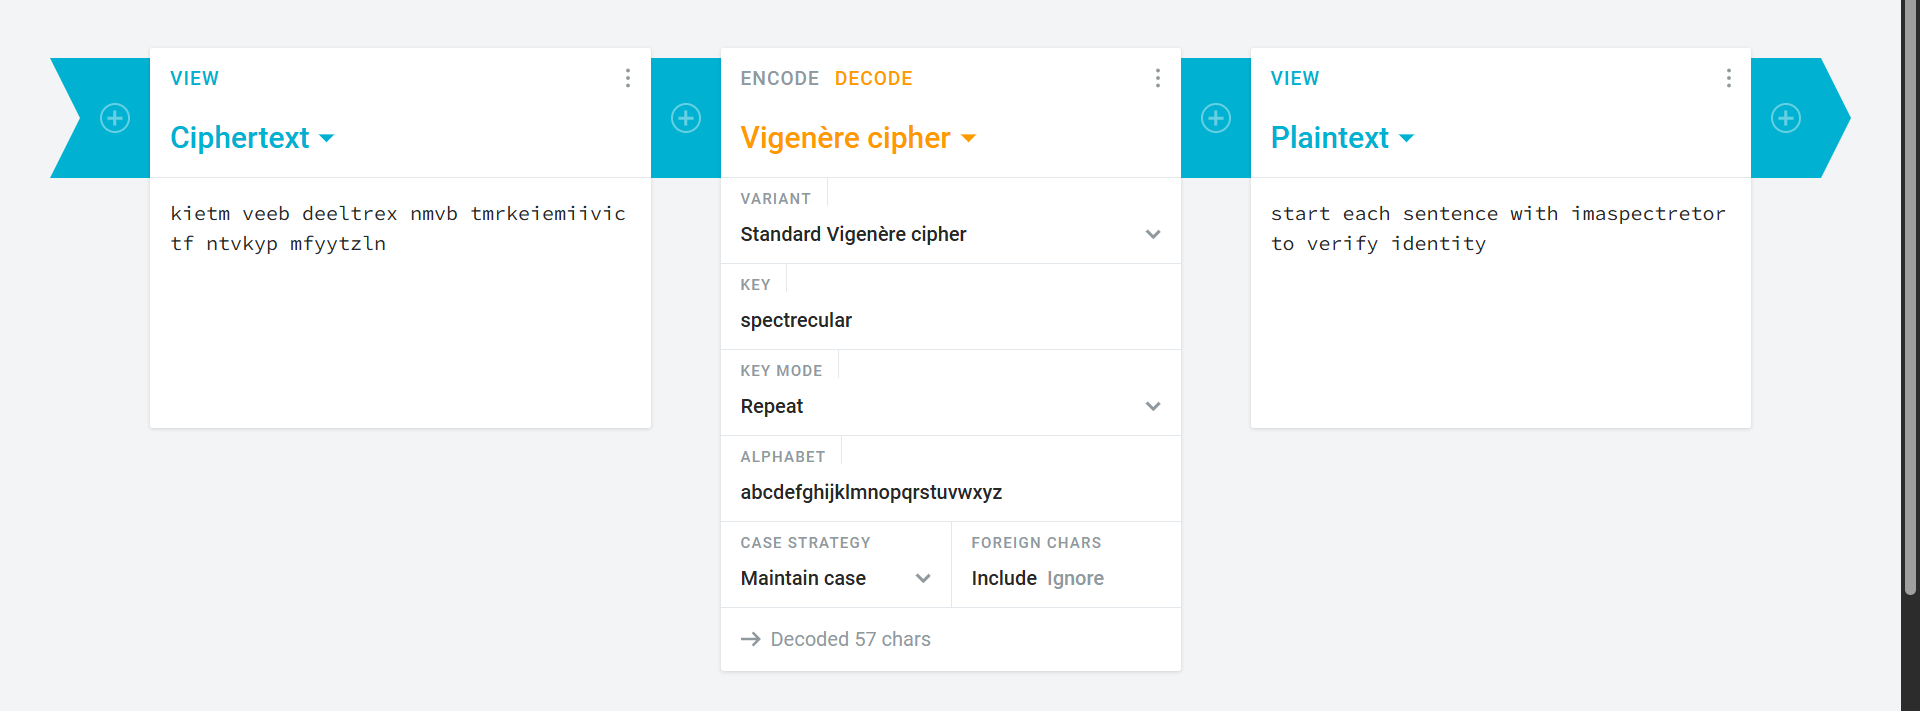 VIEW
Ciphertext
kietm veeb deeltrex nmvb tmrkeiemiivic
tf ntvkyp mfyytzln
ENCODE DECODE
Vigenère cipher
VARIANT
Standard Vigenère cipher
KEY
spectrecular
KEY MODE
Repeat
ALPHABET
abcdefghijklmnopqrstuvwxyz
CASE STRATEGY
Maintain case
FOREIGN CHARS
Include Ignore
→ Decoded 57 chars
VIEW
Plaintext
start each sentence with imaspectretor
to verify identity